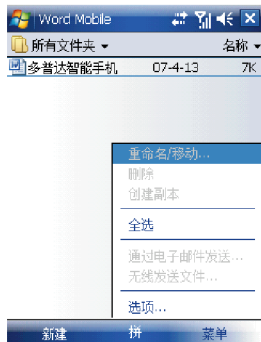 Word Mobile
所有文件夹 名称
多普达智能手机 07-4-13 7K
重命名/移动...
删除
创建副本
全选
通过电子邮件发送...
无线发送文件...
选项...
新建 拼 菜单